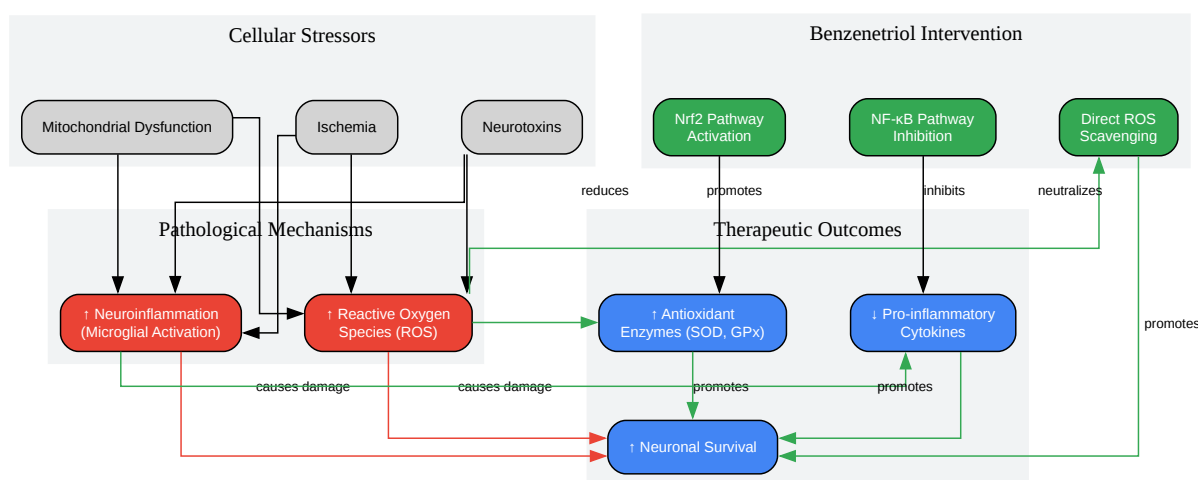 Cellular Stressors
Benzenetriol Intervention
Mitochondrial Dysfunction
Ischemia
Neurotoxins
Nrf2 Pathway
Activation
NF-κB Pathway
Inhibition
Direct ROS
Scavenging
reduces
promotes
inhibits
neutralizes
Pathological Mechanisms
Therapeutic Outcomes
↑ Neuroinflammation
(Microglial Activation)
↑ Reactive Oxygen
Species (ROS)
↑ Antioxidant
Enzymes (SOD, GPx)
↓ Pro-inflammatory
Cytokines
promotes
causes damage
causes damage
promotes
promotes
↑ Neuronal Survival